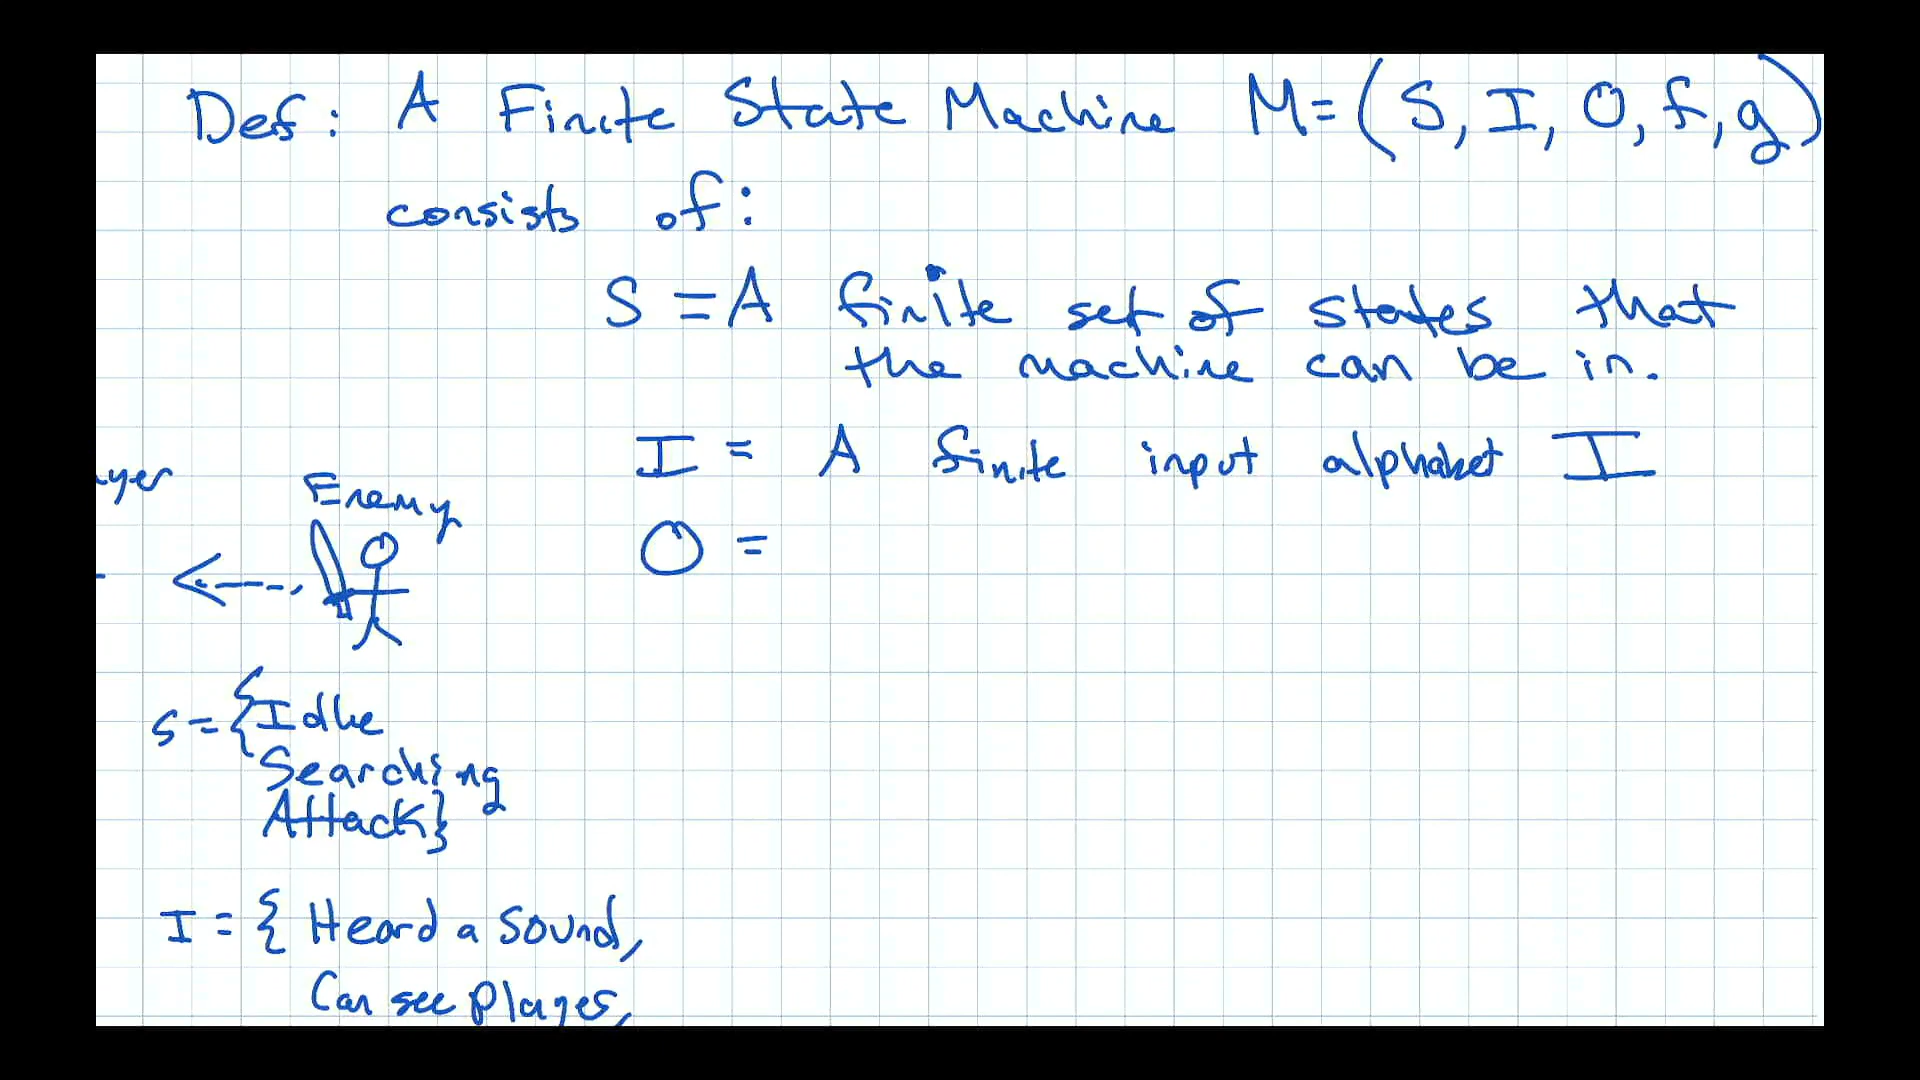 Def: A Finite State Machine M=(S, I, O, f, g)
consists of:
S = A finite set of states that
the machine can be in.
I = A finite input alphabet I
O =
yer
Enemy
S={Idle
Searching
Attack}
I = { Heard a sound,
Can see player,